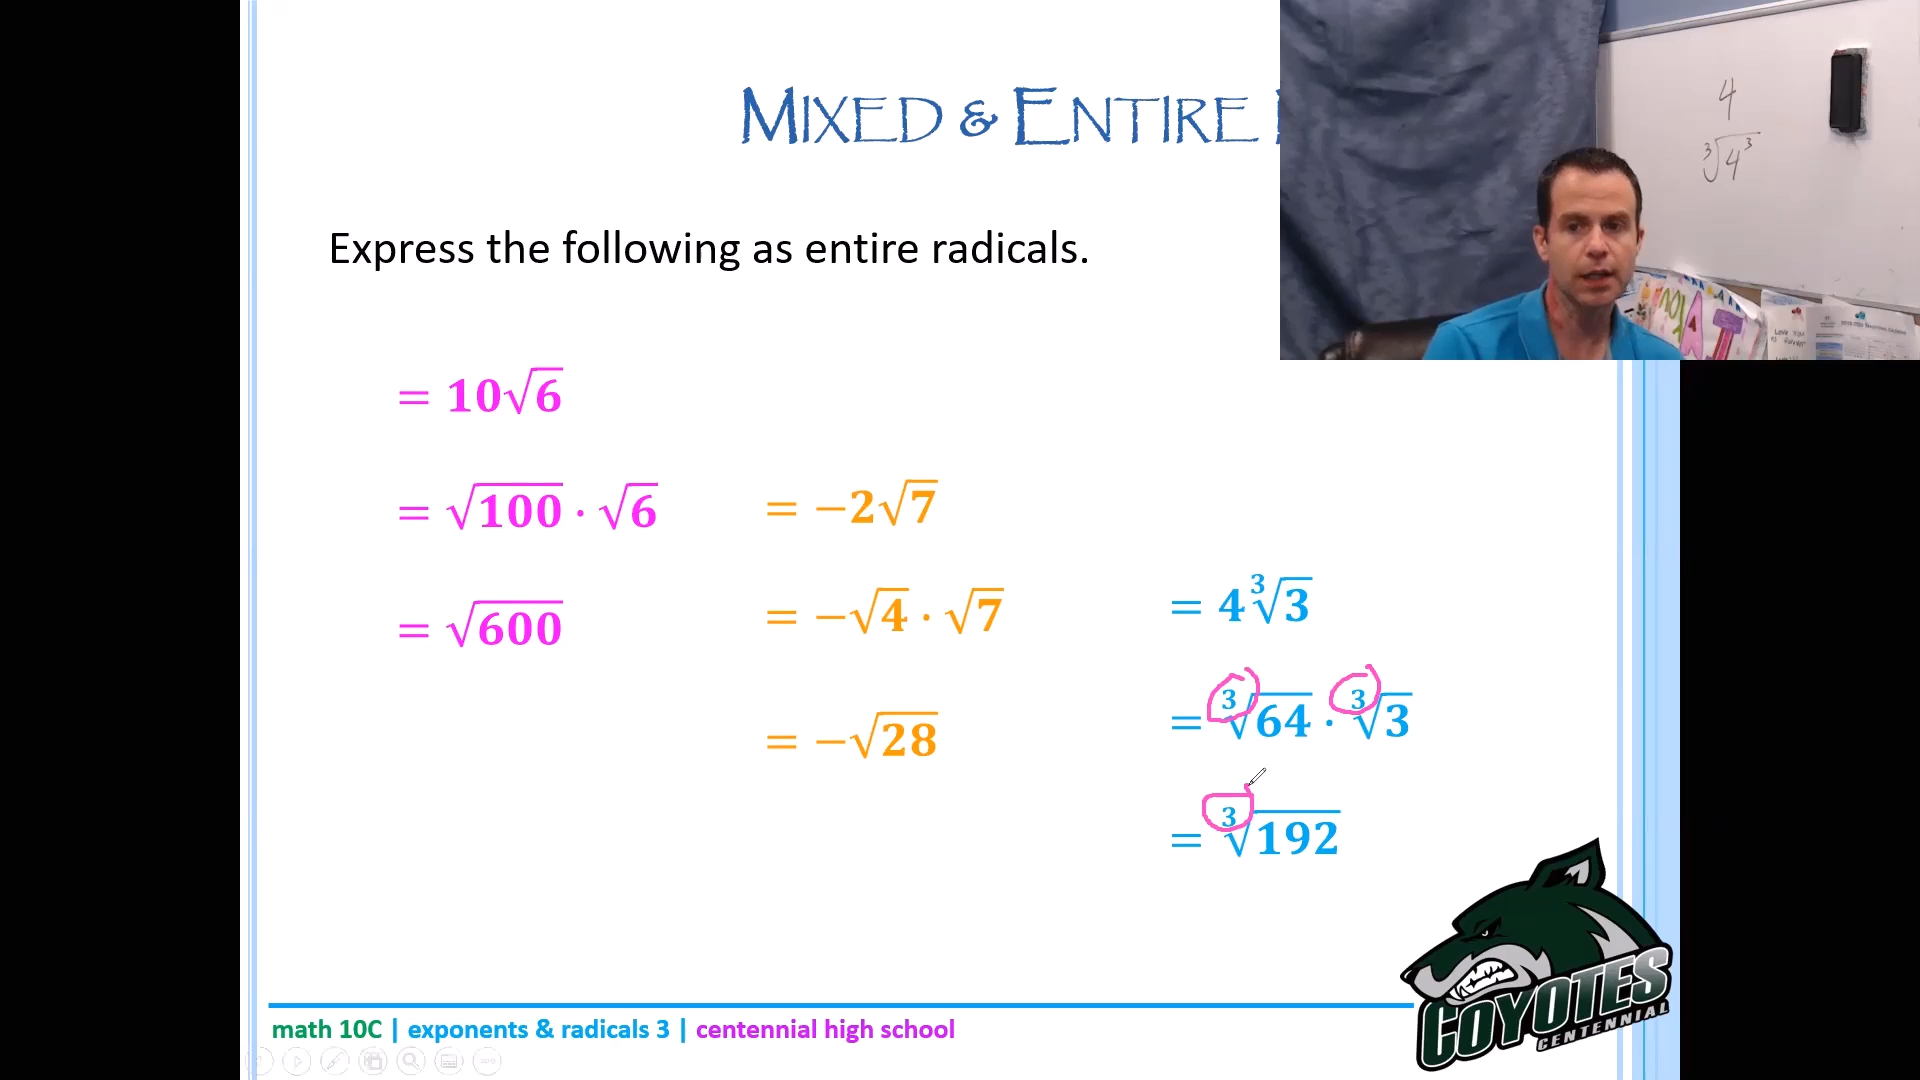 MIXED & ENTIRE
4
∛4³
Express the following as entire radicals.
= 10√6
= √100 · √6
= √600
= −2√7
= −√4 · √7
= −√28
= 4∛3
= ∛64 · ∛3
= ∛192
COYOTES
CENTENNIAL
math 10C | exponents & radicals 3 | centennial high school